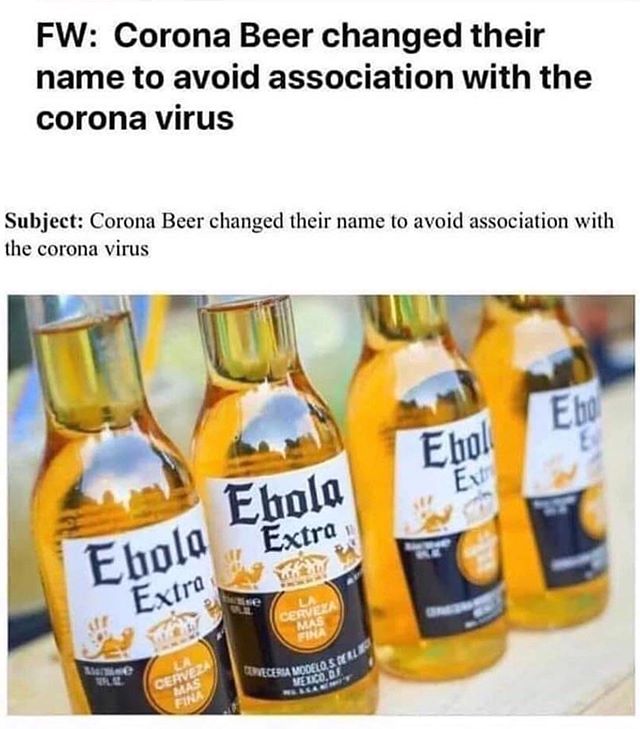 FW: Corona Beer changed their
name to avoid association with the
corona virus
Subject: Corona Beer changed their name to avoid association with
the corona virus
Ebola
Extra
LA
CERVEZA
MAS
FINA
Ebola
Extra
LA
CERVEZA
MAS
FINA
CERVECERIA MODELO, S. DE R.L.
MEXICO, D.F.
Ebol
Ext
Ebo
E